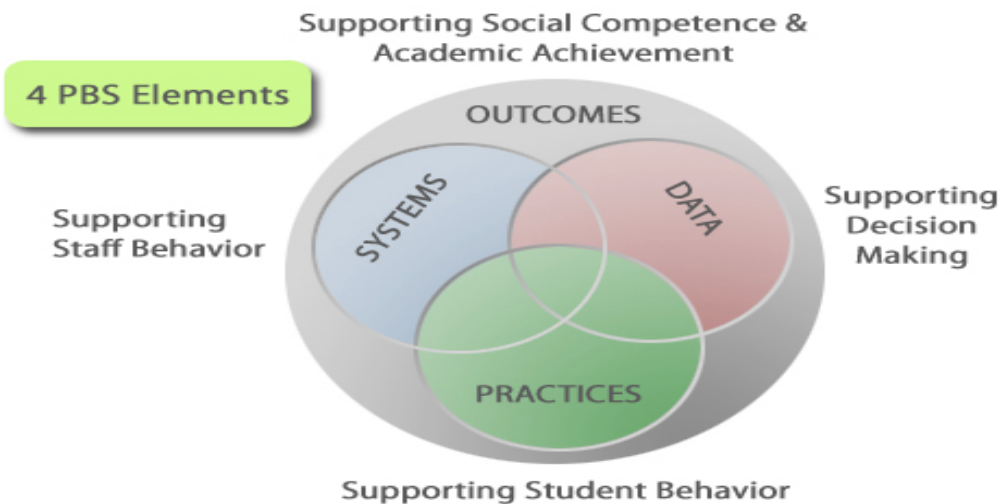 Supporting Social Competence &
Academic Achievement
4 PBS Elements
OUTCOMES
SYSTEMS
DATA
Supporting
Staff Behavior
Supporting
Decision
Making
PRACTICES
Supporting Student Behavior